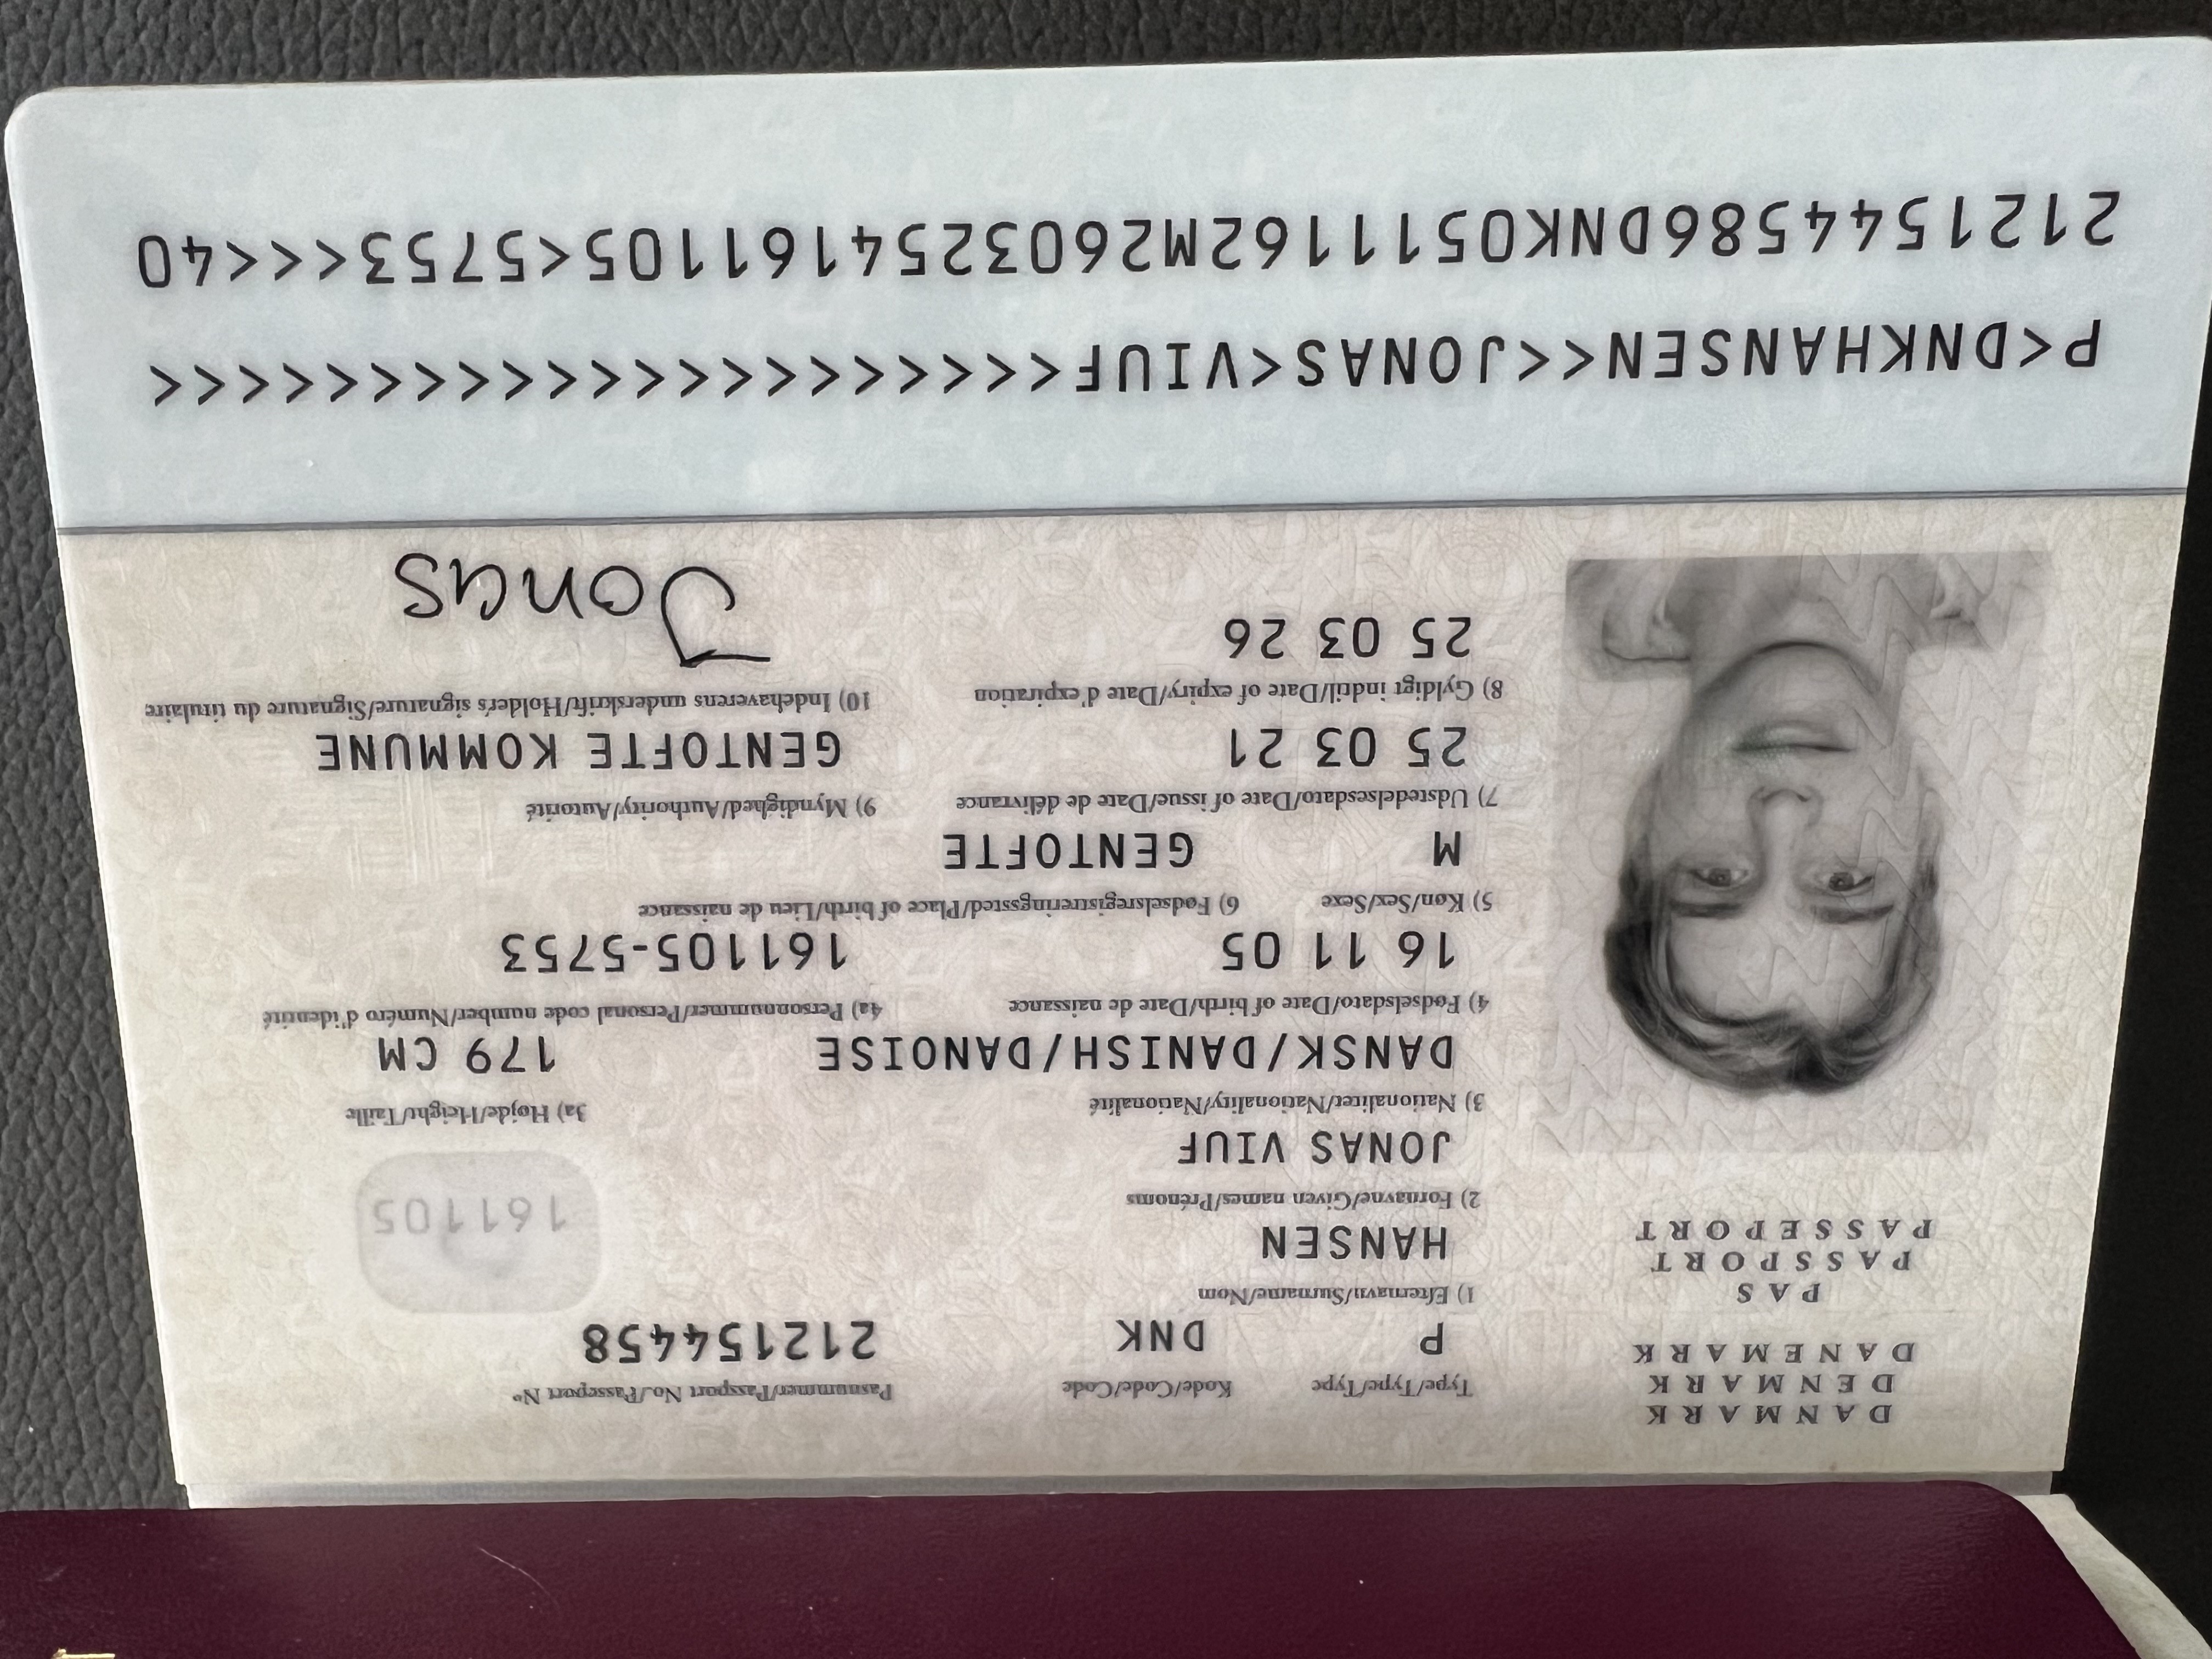 DANMARK
DENMARK
DANEMARK
PAS
PASSPORT
PASSEPORT
Type/Type/Type Kode/Code/Code Pasnummer/Passport No./Passeport Nº
P DNK 212154458
1) Efternavn/Surname/Nom
HANSEN
161105
2) Fornavne/Given names/Prénoms
JONAS VIUF
3) Nationalitet/Nationality/Nationalité 3a) Højde/Height/Taille
DANSK/DANISH/DANOISE 179 CM
4) Fødselsdato/Date of birth/Date de naissance 4a) Personnummer/Personal code number/Numéro d'identité
16 11 05 161105-5753
5) Køn/Sex/Sexe 6) Fødselsregistreringssted/Place of birth/Lieu de naissance
M GENTOFTE
7) Udstedelsesdato/Date of issue/Date de délivrance 9) Myndighed/Authority/Autorité
25 03 21 GENTOFTE KOMMUNE
8) Gyldigt indtil/Date of expiry/Date d'expiration 10) Indehaverens underskrift/Holder's signature/Signature du titulaire
25 03 26 Jonas
P<DNKHANSEN<<JONAS<VIUF<<<<<<<<<<<<<<<<<<<<<
2121544586DNK0511162M2603254161105<5753<<<40